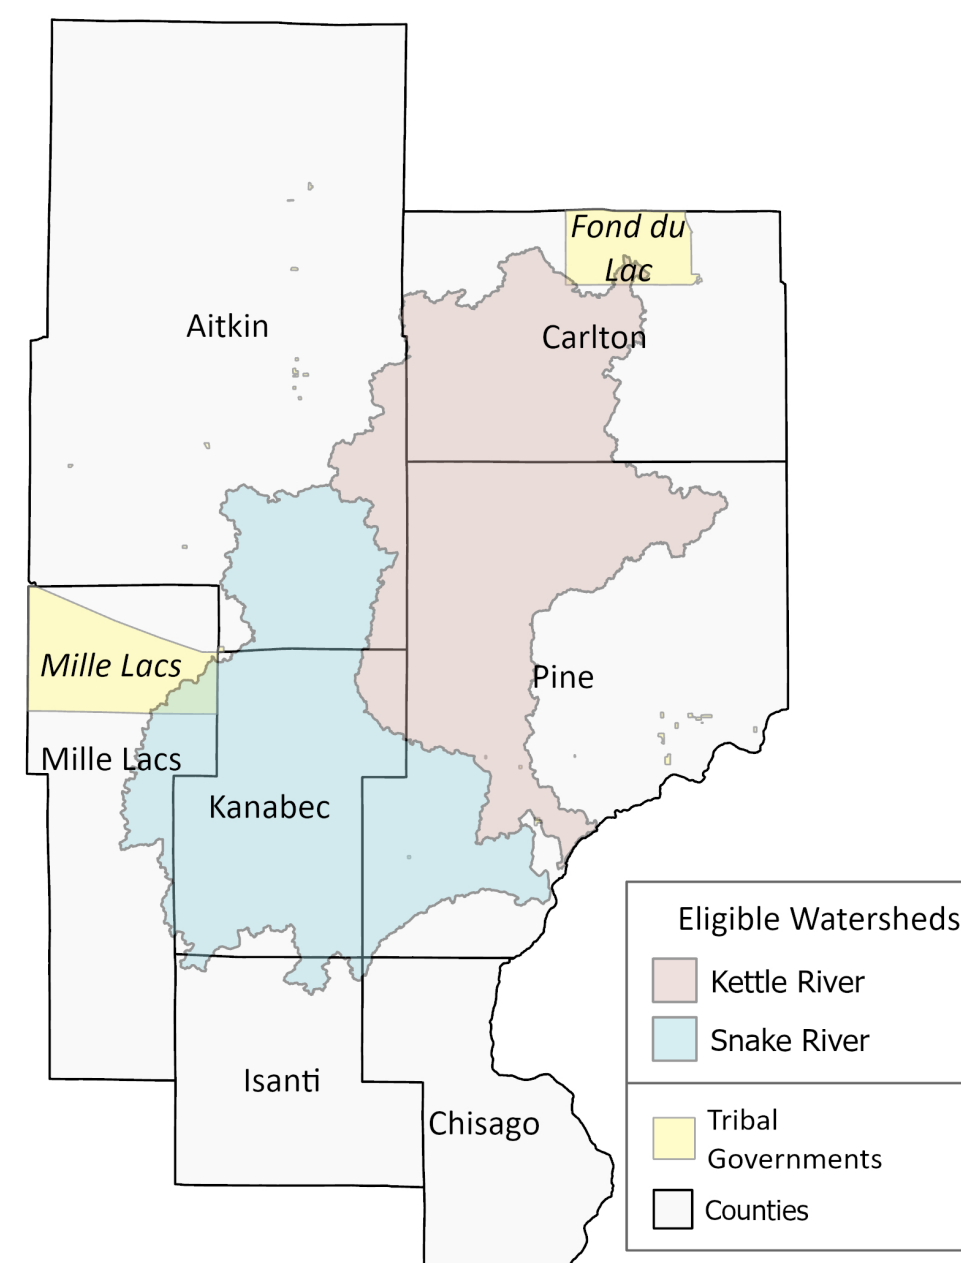 Fond du
Lac
Aitkin
Carlton
Mille Lacs
Pine
Mille Lacs
Kanabec
Isanti
Chisago
Eligible Watersheds
Kettle River
Snake River
Tribal
Governments
Counties